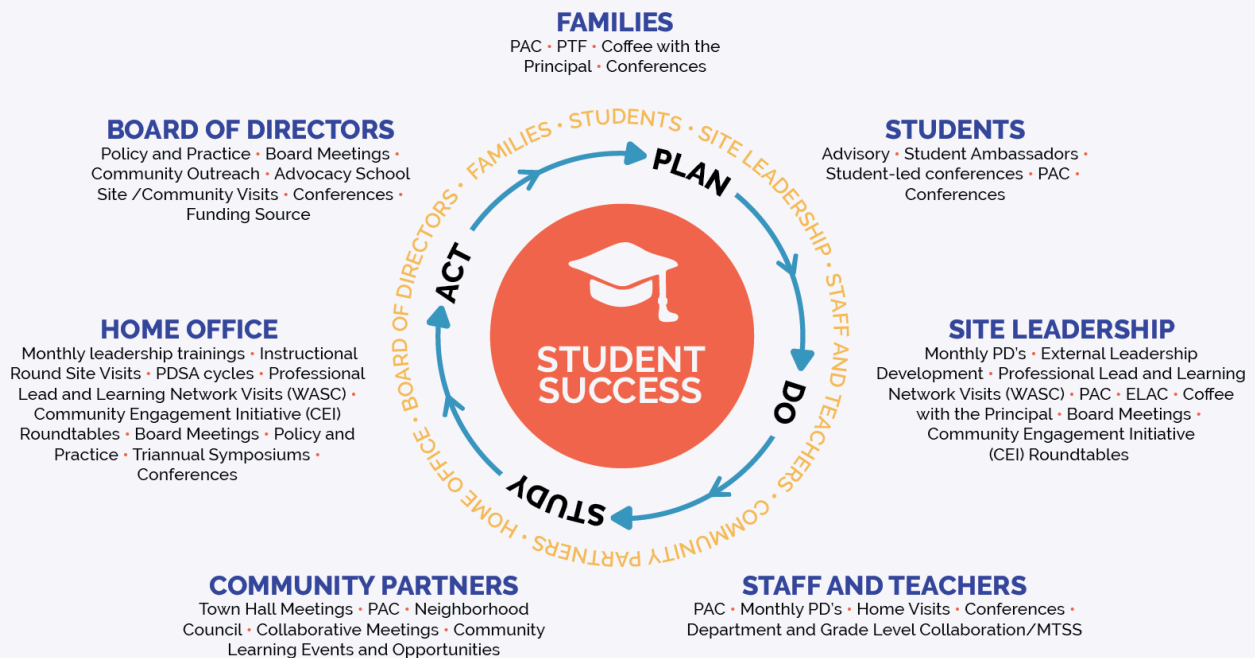 FAMILIES
PAC • PTF • Coffee with the
Principal • Conferences
BOARD OF DIRECTORS
Policy and Practice • Board Meetings •
Community Outreach • Advocacy School
Site /Community Visits • Conferences •
Funding Source
STUDENTS
Advisory • Student Ambassadors •
Student-led conferences • PAC •
Conferences
HOME OFFICE
Monthly leadership trainings • Instructional
Round Site Visits • PDSA cycles • Professional
Lead and Learning Network Visits (WASC) •
Community Engagement Initiative (CEI)
Roundtables • Board Meetings • Policy and
Practice • Triannual Symposiums •
Conferences
FAMILIES • STUDENTS • SITE LEADERSHIP • STAFF AND TEACHERS • COMMUNITY PARTNERS • HOME OFFICE • BOARD OF DIRECTORS •
PLAN
DO
STUDY
ACT
STUDENT
SUCCESS
SITE LEADERSHIP
Monthly PD's • External Leadership
Development • Professional Lead and Learning
Network Visits (WASC) • PAC • ELAC • Coffee
with the Principal • Board Meetings •
Community Engagement Initiative
(CEI) Roundtables
COMMUNITY PARTNERS
Town Hall Meetings • PAC • Neighborhood
Council • Collaborative Meetings • Community
Learning Events and Opportunities
STAFF AND TEACHERS
PAC • Monthly PD's • Home Visits • Conferences •
Department and Grade Level Collaboration/MTSS